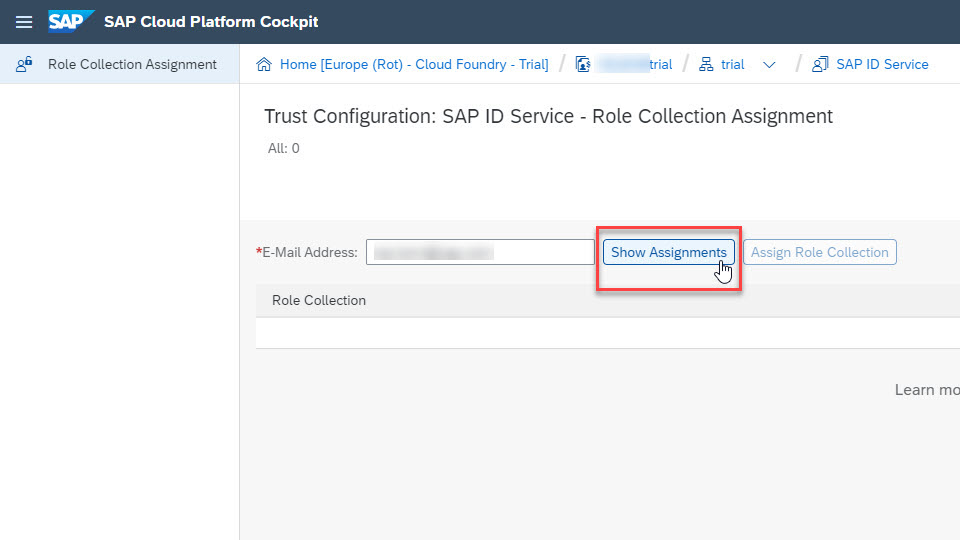 SAP SAP Cloud Platform Cockpit
Role Collection Assignment
Home [Europe (Rot) - Cloud Foundry - Trial] / trial / trial / SAP ID Service
Trust Configuration: SAP ID Service - Role Collection Assignment
All: 0
*E-Mail Address: Show Assignments Assign Role Collection
Role Collection
Learn mo